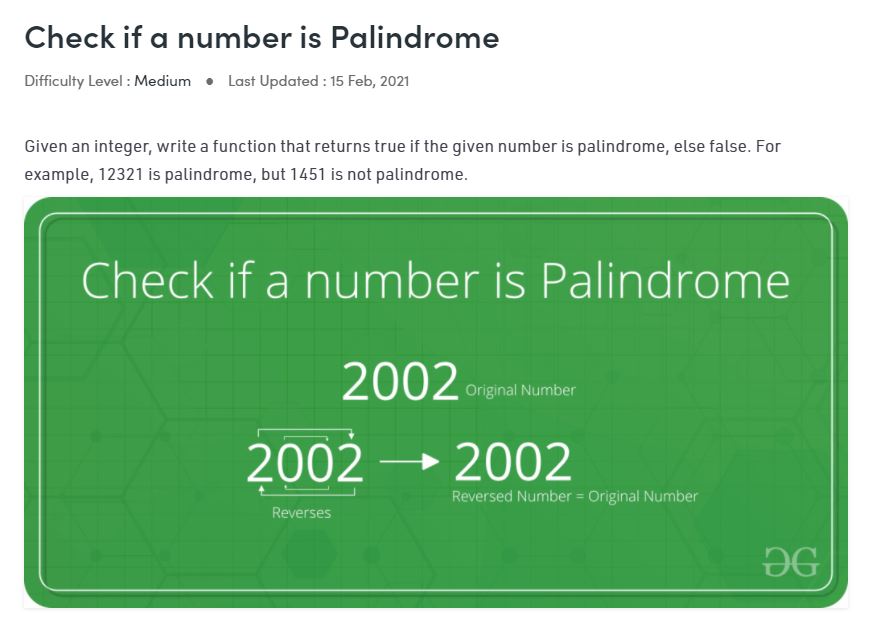 Check if a number is Palindrome
Difficulty Level : Medium ● Last Updated : 15 Feb, 2021
Given an integer, write a function that returns true if the given number is palindrome, else false. For
example, 12321 is palindrome, but 1451 is not palindrome.
Check if a number is Palindrome
2002 Original Number
2002 → 2002
Reversed Number = Original Number
Reverses
GG